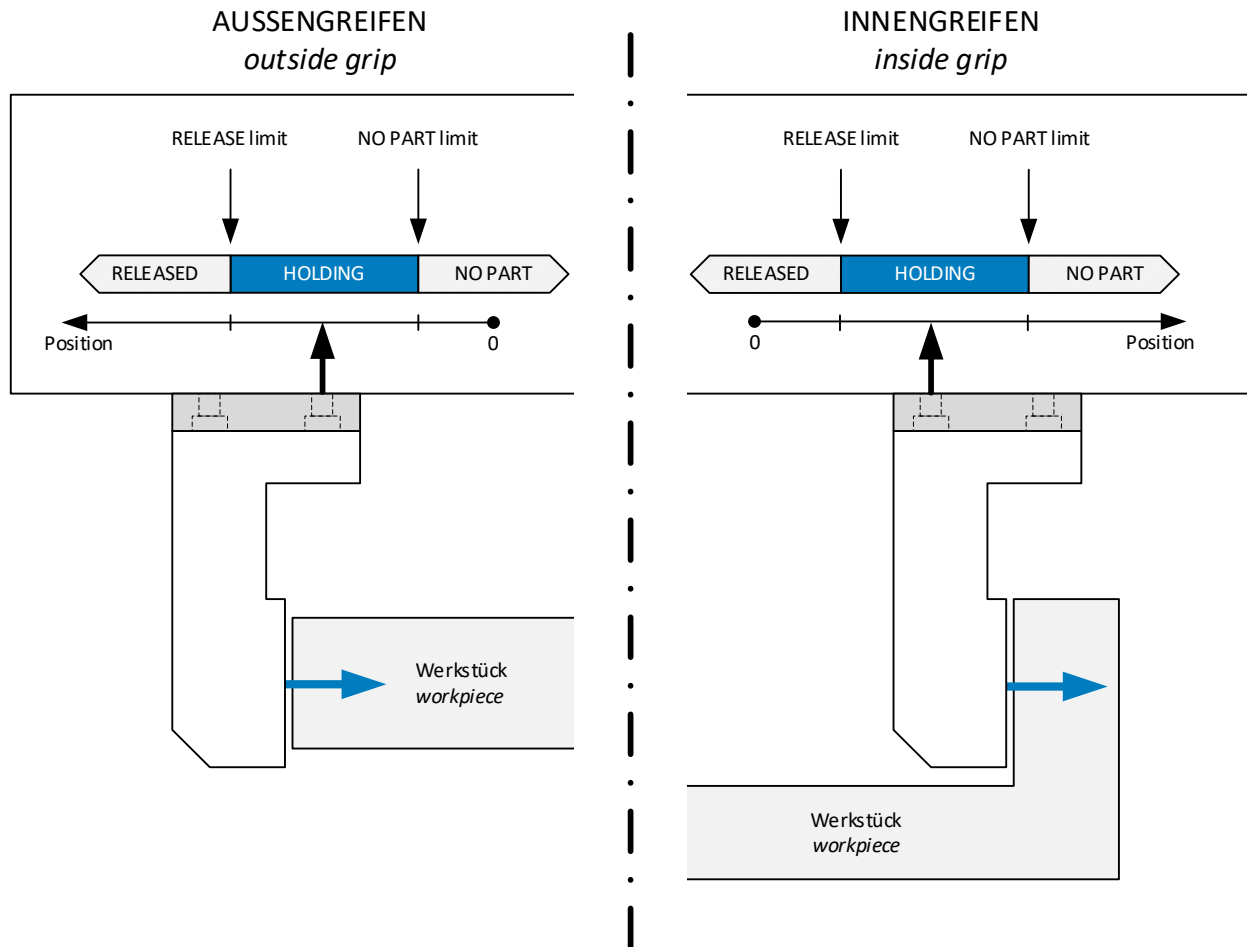 AUSSENGREIFEN
outside grip
RELEASE limit
NO PART limit
RELEASED
HOLDING
NO PART
Position
0
Werkstück
workpiece
INNENGREIFEN
inside grip
RELEASE limit
NO PART limit
RELEASED
HOLDING
NO PART
0
Position
Werkstück
workpiece